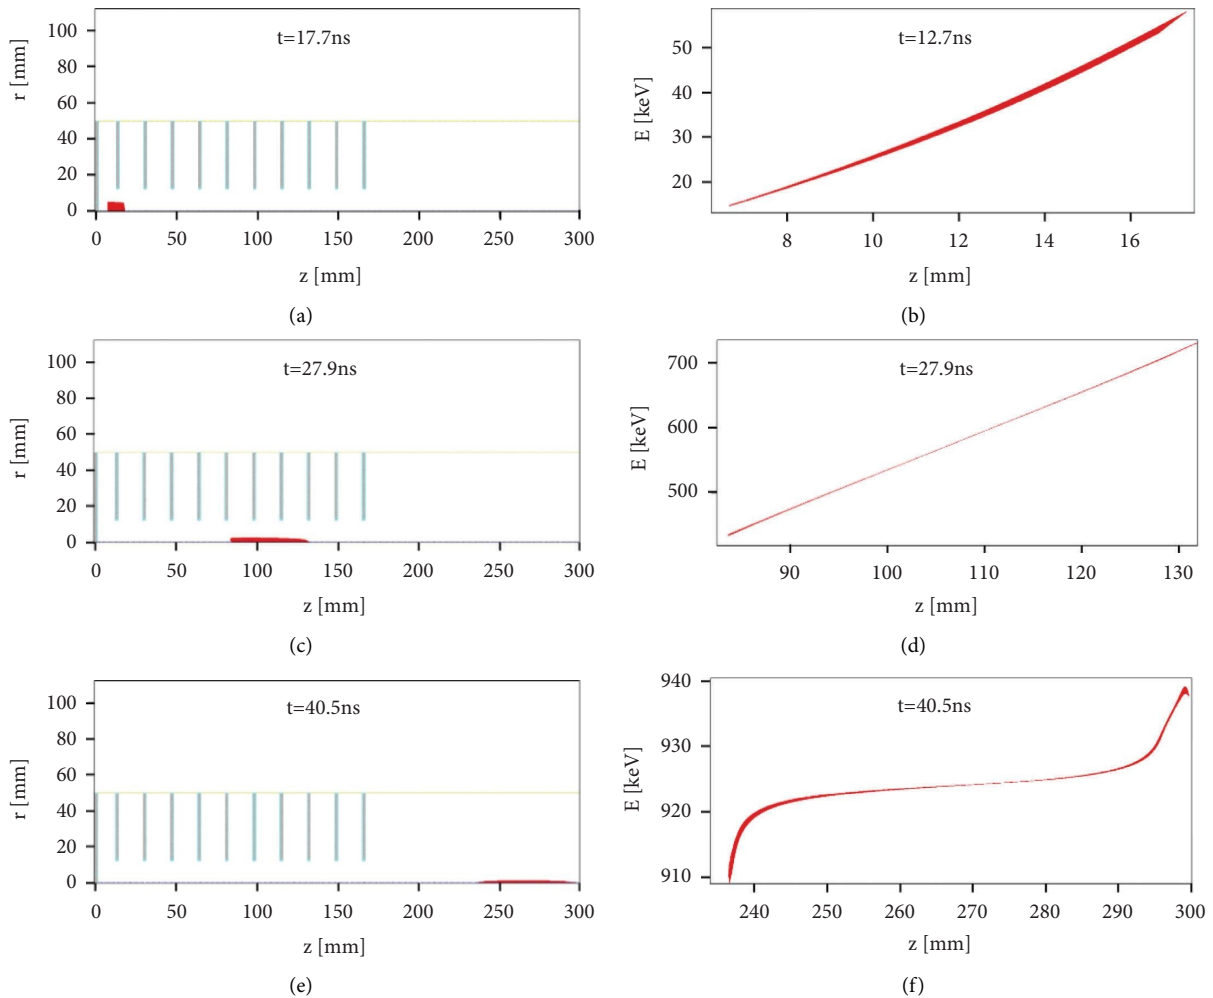 100
80
60
40
20
0
r [mm]
t=17.7ns
0 50 100 150 200 250 300
z [mm]
(a)
50
40
30
20
E [keV]
t=12.7ns
8 10 12 14 16
z [mm]
(b)
100
80
60
40
20
0
r [mm]
t=27.9ns
0 50 100 150 200 250 300
z [mm]
(c)
700
600
500
E [keV]
t=27.9ns
90 100 110 120 130
z [mm]
(d)
100
80
60
40
20
0
r [mm]
t=40.5ns
0 50 100 150 200 250 300
z [mm]
(e)
940
930
920
910
E [keV]
t=40.5ns
240 250 260 270 280 290 300
z [mm]
(f)